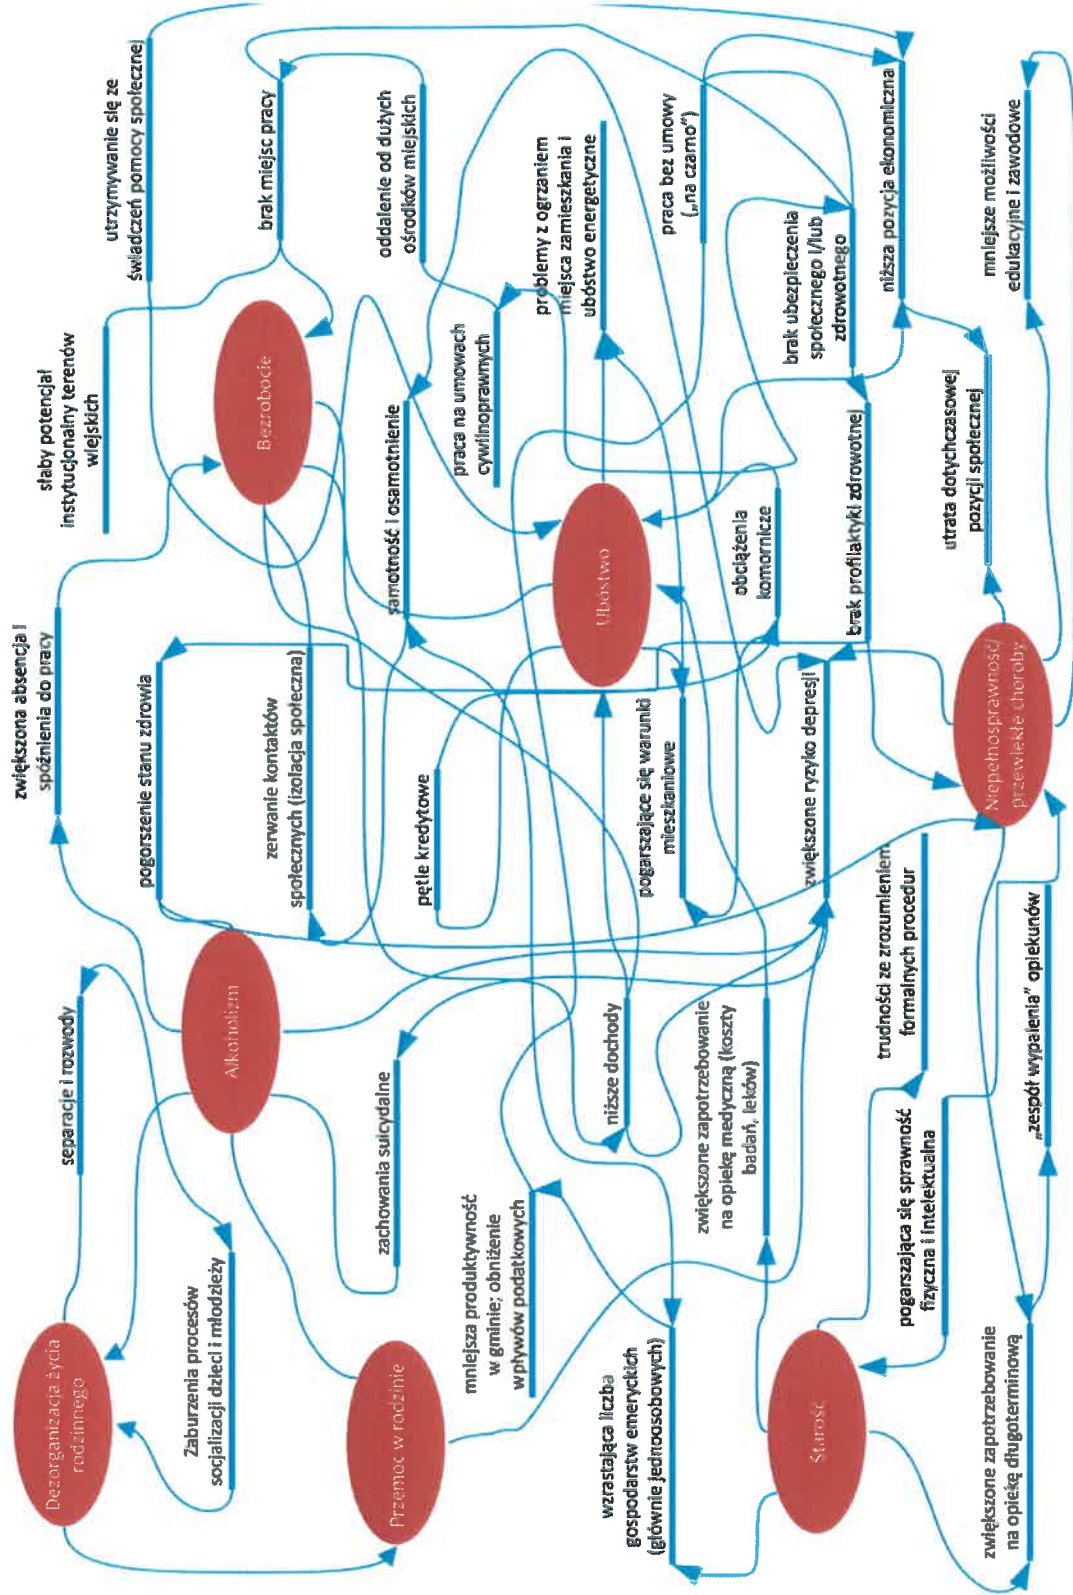 Dezorganizacja życia
rodzinnego
separacje i rozwody
zwiększona absencja i
spóźnienia do pracy
słaby potencjał
instytucjonalny terenów
wiejskich
utrzymywanie się ze
świadczeń pomocy społecznej
Zaburzenia procesów
socjalizacji dzieci i młodzieży
Alkoholizm
pogorszenie stanu zdrowia
Bezrobocie
brak miejsc pracy
zerwanie kontaktów
społecznych (izolacja społeczna)
Przemoc w rodzinie
zachowania suicydalne
samotność i osamotnienie
oddalenie od dużych
ośrodków miejskich
pętle kredytowe
praca na umowach
cywilnoprawnych
mniejsza produktywność
w gminie; obniżenie
wpływów podatkowych
niższe dochody
Ubóstwo
problemy z ogrzaniem
miejsca zamieszkania i
ubóstwo energetyczne
wzrastająca liczba
gospodarstw emeryckich
(głównie jednoosobowych)
pogarszające się warunki
mieszkaniowe
praca bez umowy
(„na czarno”)
zwiększone zapotrzebowanie
na opiekę medyczną (koszty
badań, leków)
obciążenia
komornicze
Starość
zwiększone ryzyko depresji
brak profilaktyki zdrowotnej
brak ubezpieczenia
społecznego i/lub
zdrowotnego
trudności ze zrozumieniem
formalnych procedur
niższa pozycja ekonomiczna
pogarszająca się sprawność
fizyczna i intelektualna
Niepełnosprawność/
przewlekłe choroby
utrata dotychczasowej
pozycji społecznej
zwiększone zapotrzebowanie
na opiekę długoterminową
„zespół wypalenia” opiekunów
mniejsze możliwości
edukacyjne i zawodowe